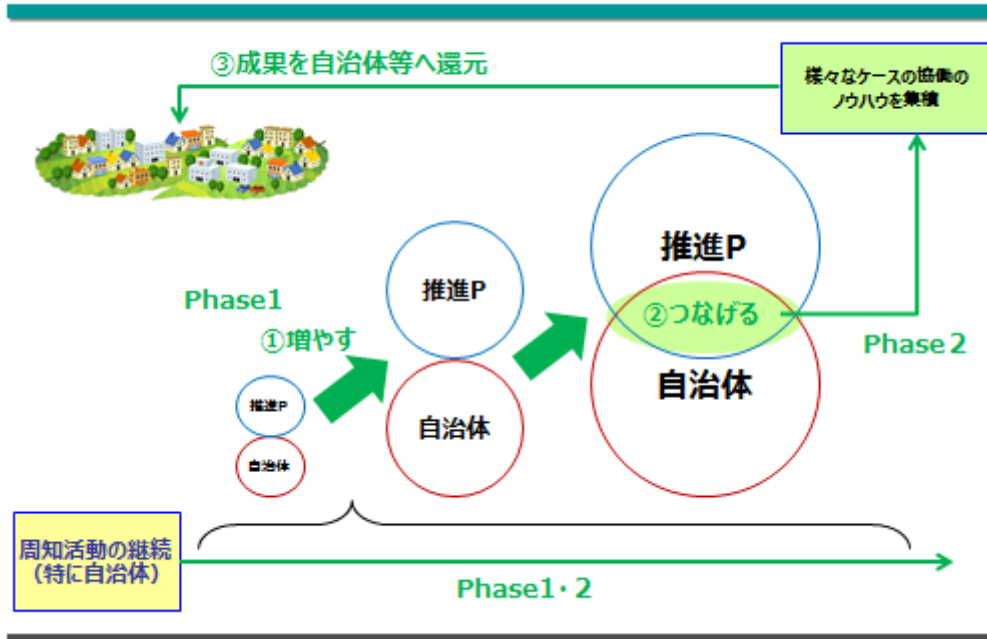 ③成果を自治体等へ還元
様々なケースの協働の
ノウハウを集積
推進P
推進P
Phase1
②つなげる
①増やす
Phase２
自治体
推進P
自治体
自治体
周知活動の継続
（特に自治体）
Phase1・２